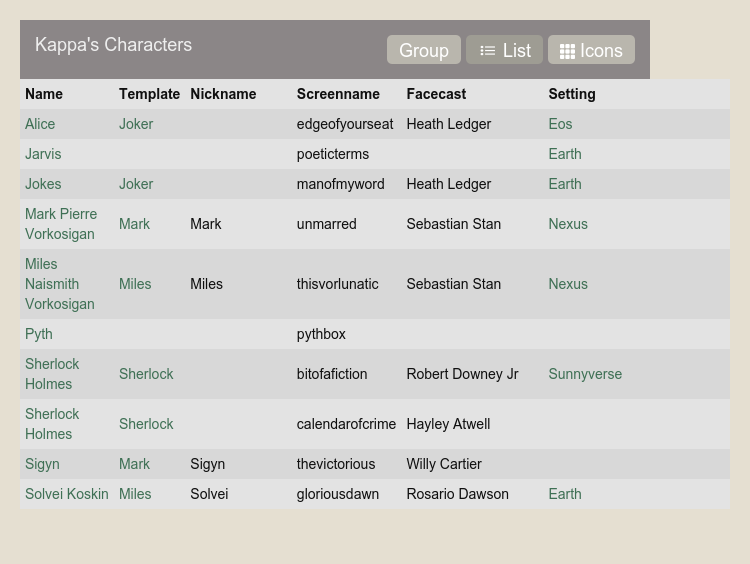 Kappa's Characters
Group List Icons
Name Template Nickname Screenname Facecast Setting
Alice Joker edgeofyourseat Heath Ledger Eos
Jarvis poeticterms Earth
Jokes Joker manofmyword Heath Ledger Earth
Mark Pierre
Vorkosigan Mark Mark unmarred Sebastian Stan Nexus
Miles
Naismith
Vorkosigan Miles Miles thisvorlunatic Sebastian Stan Nexus
Pyth pythbox
Sherlock
Holmes Sherlock bitofafiction Robert Downey Jr Sunnyverse
Sherlock
Holmes Sherlock calendarofcrime Hayley Atwell
Sigyn Mark Sigyn thevictorious Willy Cartier
Solvei Koskin Miles Solvei gloriousdawn Rosario Dawson Earth